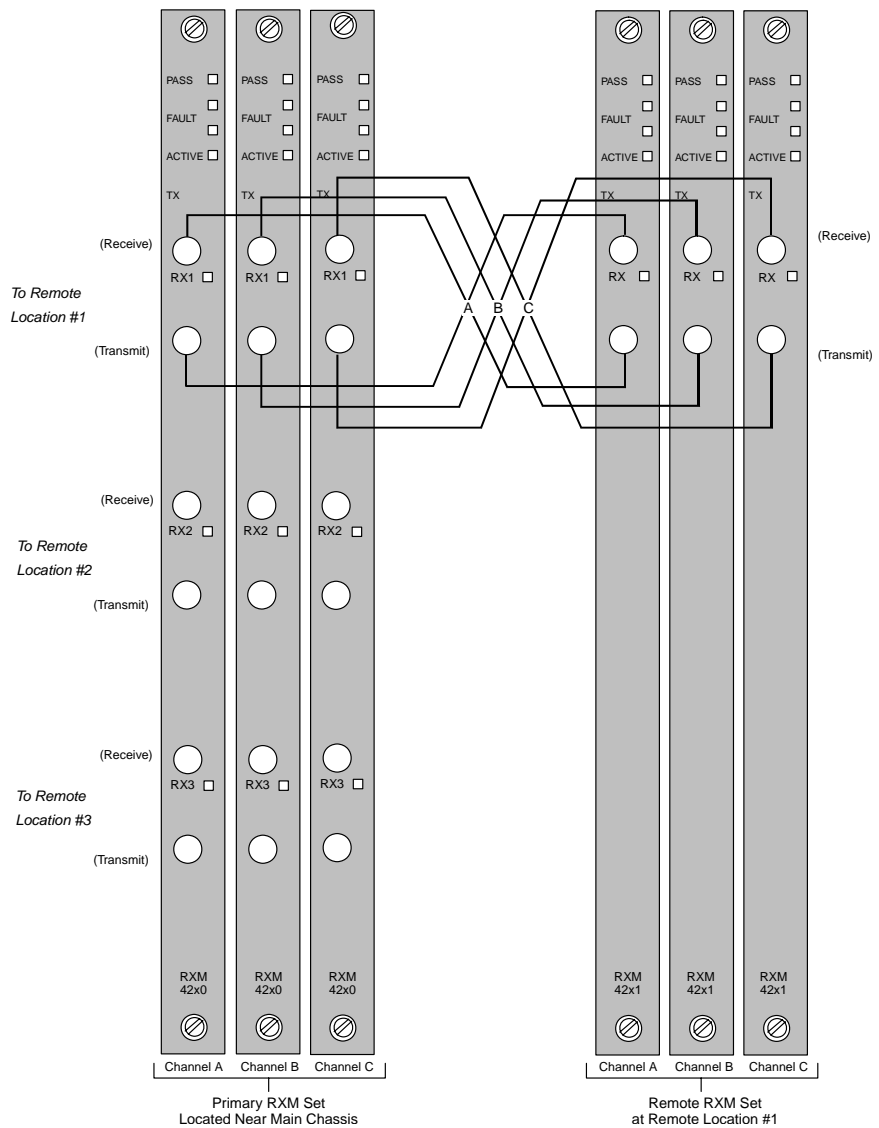 PASS PASS PASS PASS PASS PASS
FAULT FAULT FAULT FAULT FAULT FAULT
ACTIVE ACTIVE ACTIVE ACTIVE ACTIVE ACTIVE
TX TX TX TX TX TX
(Receive) (Receive)
RX1 RX1 RX1 RX RX RX
To Remote
Location #1
A B C
(Transmit) (Transmit)
(Receive)
RX2 RX2 RX2
To Remote
Location #2
(Transmit)
(Receive)
RX3 RX3 RX3
To Remote
Location #3
(Transmit)
RXM RXM RXM RXM RXM RXM
42x0 42x0 42x0 42x1 42x1 42x1
Channel A Channel B Channel C Channel A Channel B Channel C
Primary RXM Set
Located Near Main Chassis
Remote RXM Set
at Remote Location #1